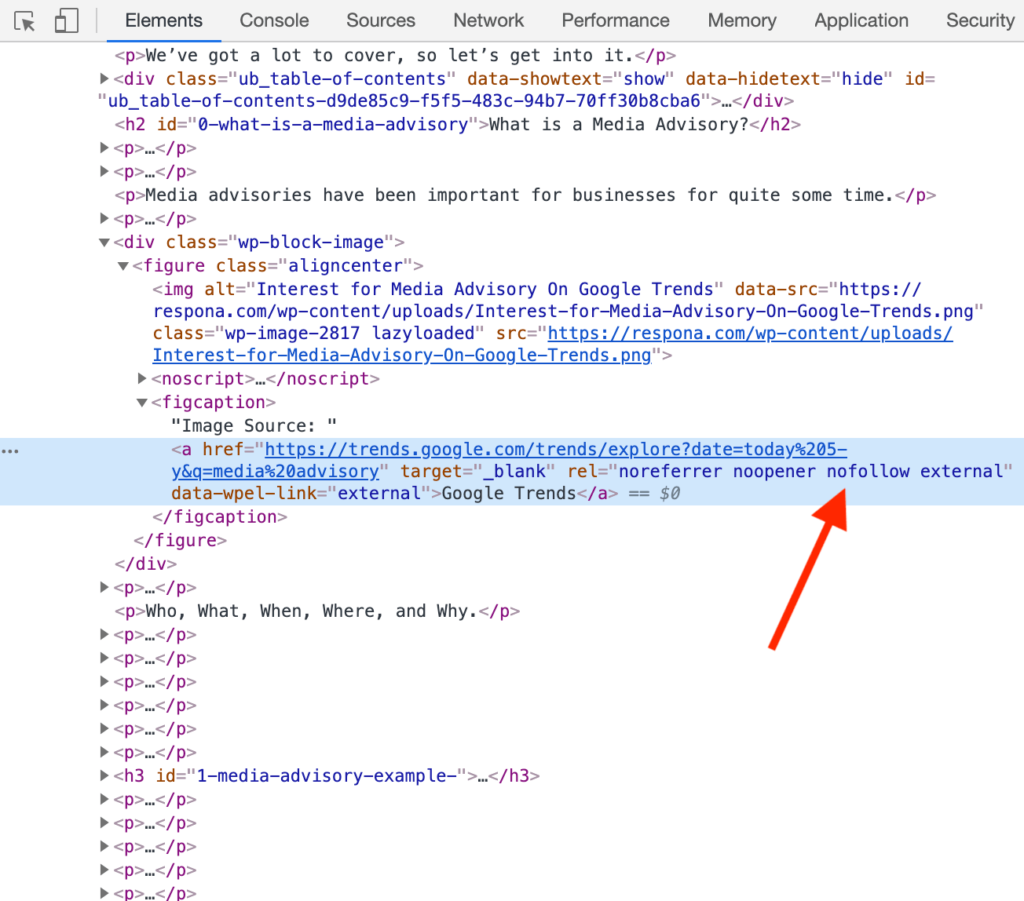 Elements Console Sources Network Performance Memory Application Security
<p>We’ve got a lot to cover, so let’s get into it.</p>
<div class="ub_table-of-contents" data-showtext="show" data-hidetext="hide" id=
"ub_table-of-contents-d9de85c9-f5f5-483c-94b7-70ff30b8cba6">…</div>
<h2 id="0-what-is-a-media-advisory">What is a Media Advisory?</h2>
<p>…</p>
<p>…</p>
<p>Media advisories have been important for businesses for quite some time.</p>
<p>…</p>
<div class="wp-block-image">
<figure class="aligncenter">
<img alt="Interest for Media Advisory On Google Trends" data-src="https://
respona.com/wp-content/uploads/Interest-for-Media-Advisory-On-Google-Trends.png"
class="wp-image-2817 lazyloaded" src="https://respona.com/wp-content/uploads/
Interest-for-Media-Advisory-On-Google-Trends.png">
<noscript>…</noscript>
<figcaption>
"Image Source: "
<a href="https://trends.google.com/trends/explore?date=today%205-
y&q=media%20advisory" target="_blank" rel="noreferrer noopener nofollow external"
data-wpel-link="external">Google Trends</a> == $0
</figcaption>
</figure>
</div>
<p>…</p>
<p>Who, What, When, Where, and Why.</p>
<p>…</p>
<p>…</p>
<p>…</p>
<p>…</p>
<p>…</p>
<p>…</p>
<h3 id="1-media-advisory-example-">…</h3>
<p>…</p>
<p>…</p>
<p>…</p>
<p>…</p>
<p>…</p>